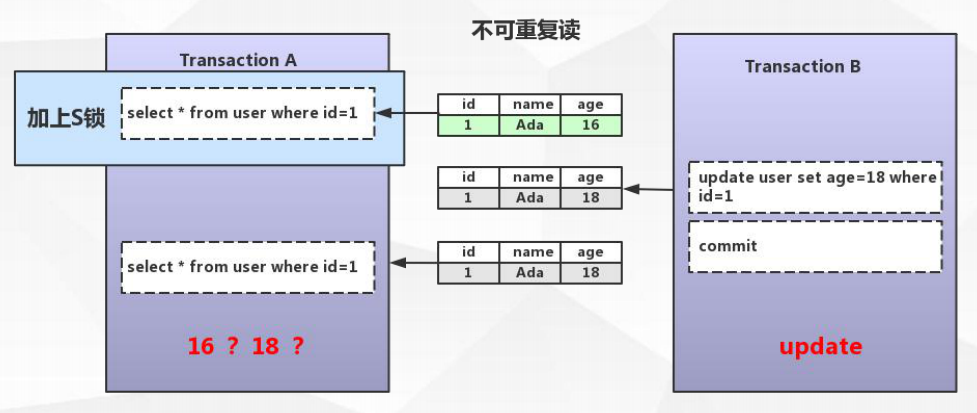 不可重复读
Transaction A
加上S锁
select * from user where id=1
id name age
1 Ada 16
Transaction B
id name age
1 Ada 18
update user set age=18 where
id=1
commit
select * from user where id=1
id name age
1 Ada 18
16 ? 18 ?
update